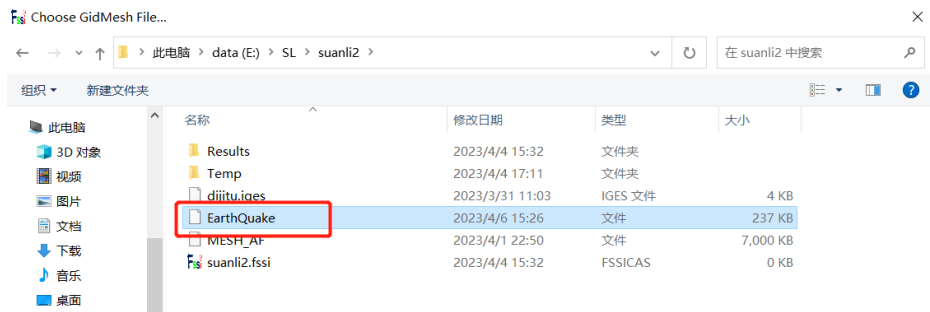 Fssi Choose GidMesh File...
此电脑 > data (E:) > SL > suanli2 >
在 suanli2 中搜索
组织 新建文件夹
?
此电脑
3D 对象
视频
图片
文档
下载
音乐
桌面
名称 修改日期 类型 大小
Results 2023/4/4 15:32 文件夹
Temp 2023/4/4 17:11 文件夹
dijitu.iges 2023/3/31 11:03 IGES 文件 4 KB
EarthQuake 2023/4/6 15:26 文件 237 KB
MESH_AF 2023/4/1 22:50 文件 7,000 KB
Fssi suanli2.fssi 2023/4/4 15:32 FSSICAS 0 KB